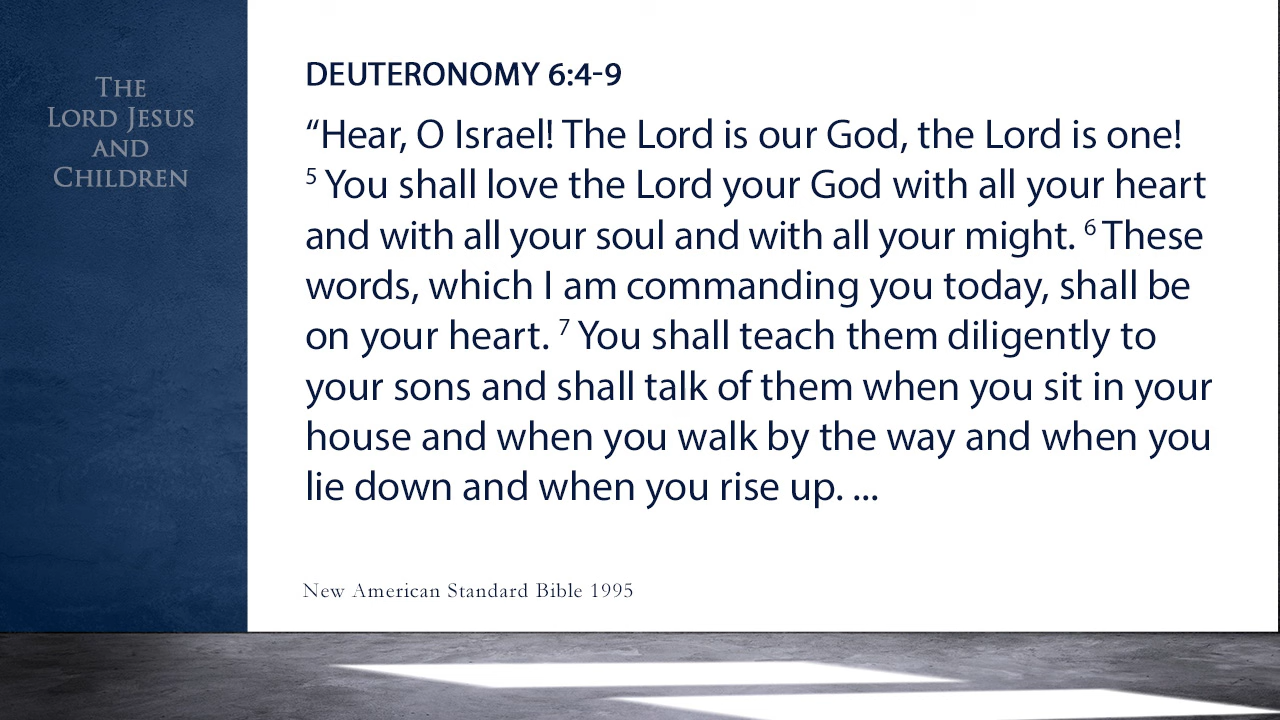 THE
LORD JESUS
AND
CHILDREN
DEUTERONOMY 6:4-9
“Hear, O Israel! The Lord is our God, the Lord is one!
5 You shall love the Lord your God with all your heart
and with all your soul and with all your might. 6 These
words, which I am commanding you today, shall be
on your heart. 7 You shall teach them diligently to
your sons and shall talk of them when you sit in your
house and when you walk by the way and when you
lie down and when you rise up. ...
New American Standard Bible 1995